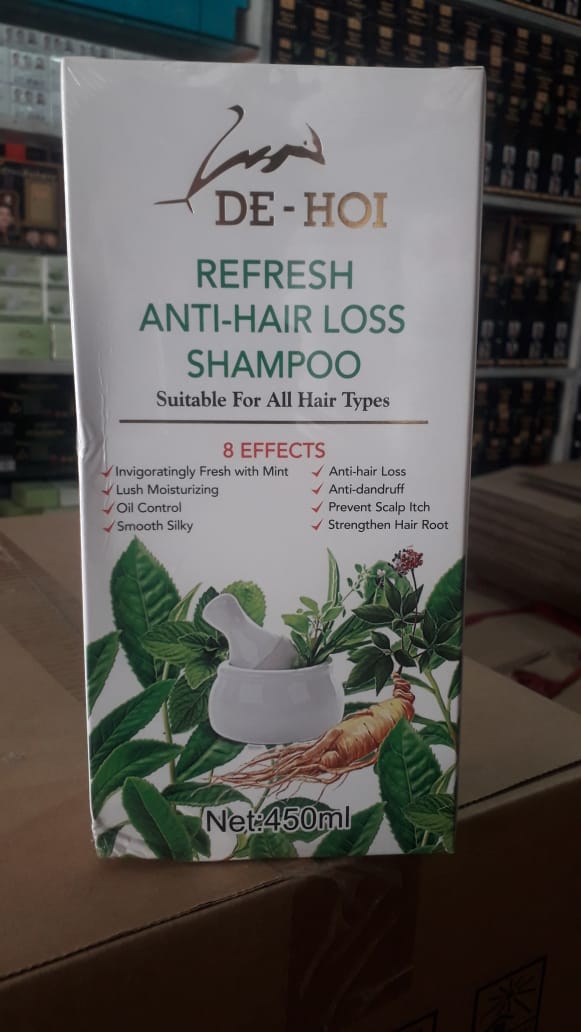 DE-HOI
REFRESH
ANTI-HAIR LOSS
SHAMPOO
Suitable For All Hair Types
8 EFFECTS
Invigoratingly Fresh with Mint
Lush Moisturizing
Oil Control
Smooth Silky
Anti-hair Loss
Anti-dandruff
Prevent Scalp Itch
Strengthen Hair Root
Net:450ml